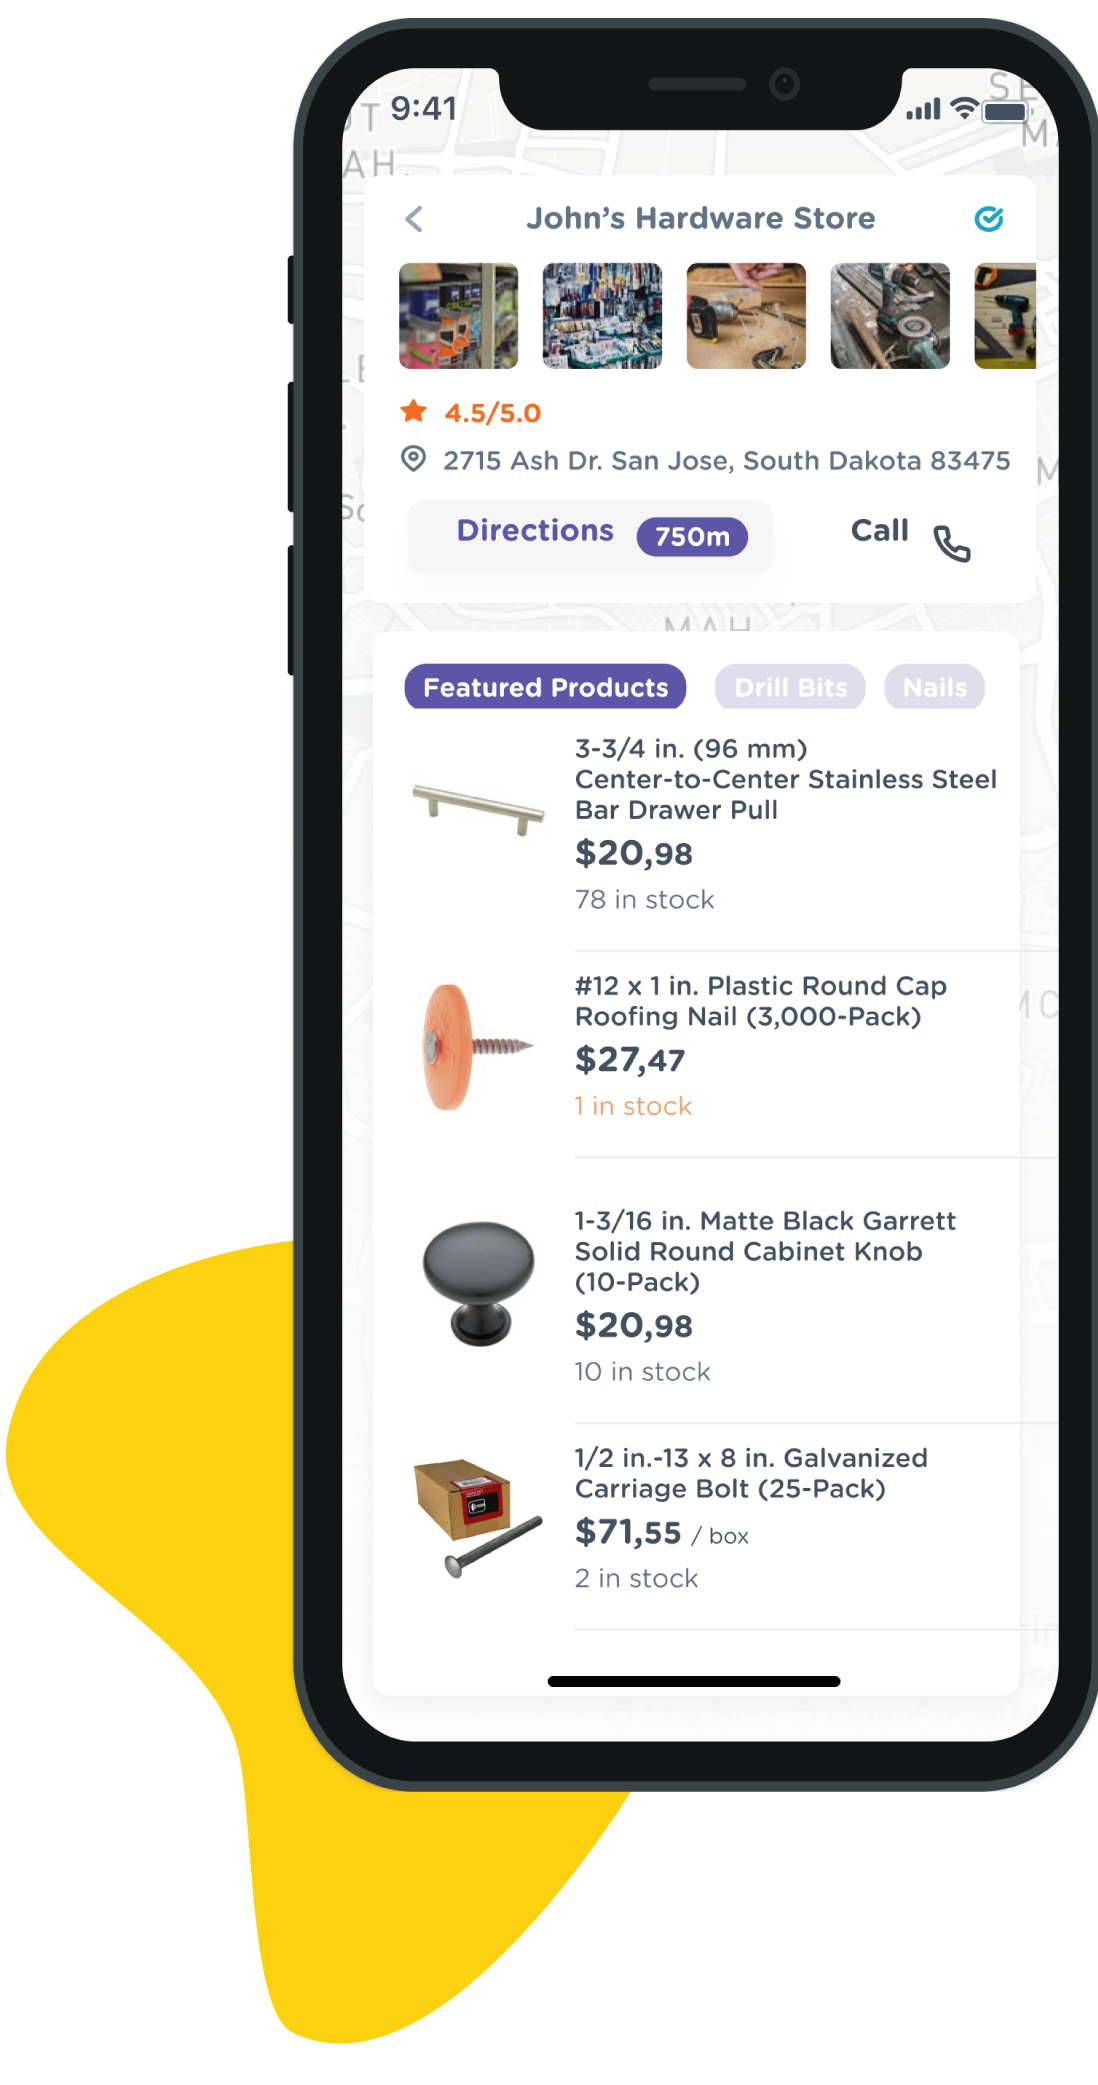 9:41
AH.
John's Hardware Store
4.5/5.0
2715 Ash Dr. San Jose, South Dakota 83475
Directions 750m Call
MAH
Featured Products Drill Bits Nails
3-3/4 in. (96 mm)
Center-to-Center Stainless Steel
Bar Drawer Pull
$20,98
78 in stock
#12 x 1 in. Plastic Round Cap
Roofing Nail (3,000-Pack)
$27,47
1 in stock
1-3/16 in. Matte Black Garrett
Solid Round Cabinet Knob
(10-Pack)
$20,98
10 in stock
1/2 in.-13 x 8 in. Galvanized
Carriage Bolt (25-Pack)
$71,55 / box
2 in stock